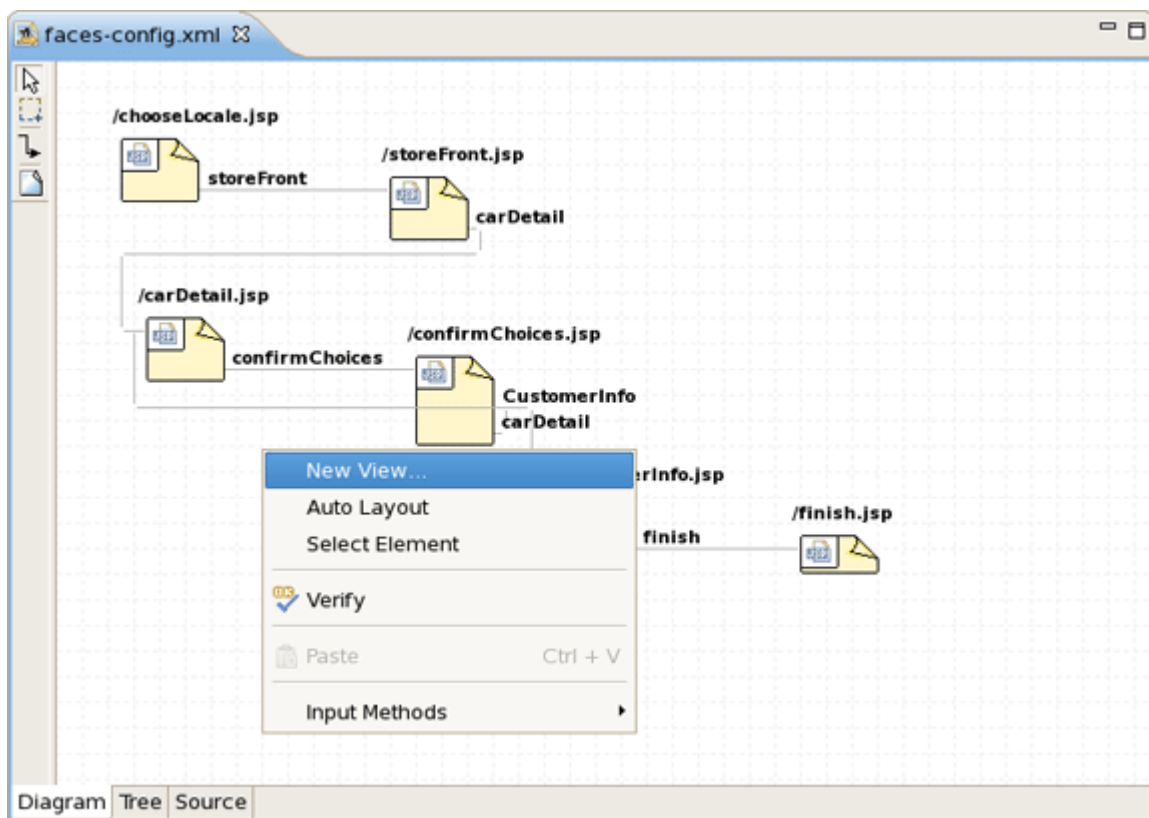 faces-config.xml
/chooseLocale.jsp
storeFront
/storeFront.jsp
carDetail
/carDetail.jsp
confirmChoices
/confirmChoices.jsp
CustomerInfo
carDetail
New View...
Auto Layout
Select Element
Verify
Paste Ctrl + V
Input Methods
erInfo.jsp
finish
/finish.jsp
Diagram Tree Source